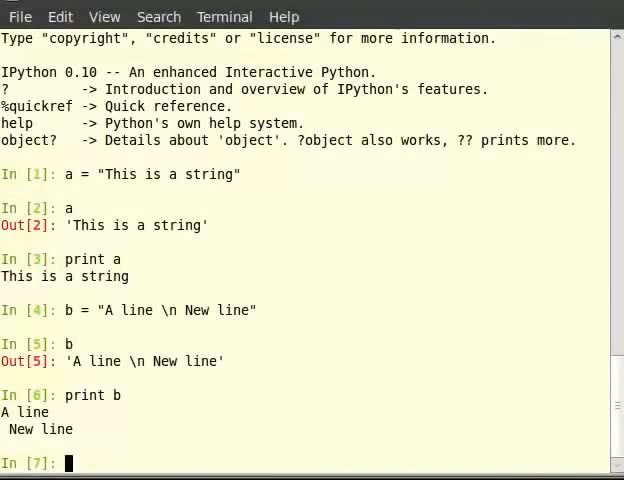 File Edit View Search Terminal Help
Type "copyright", "credits" or "license" for more information.
IPython 0.10 -- An enhanced Interactive Python.
?         -> Introduction and overview of IPython's features.
%quickref -> Quick reference.
help      -> Python's own help system.
object?   -> Details about 'object'. ?object also works, ?? prints more.
In [1]: a = "This is a string"
In [2]: a
Out[2]: 'This is a string'
In [3]: print a
This is a string
In [4]: b = "A line \n New line"
In [5]: b
Out[5]: 'A line \n New line'
In [6]: print b
A line
 New line
In [7]: